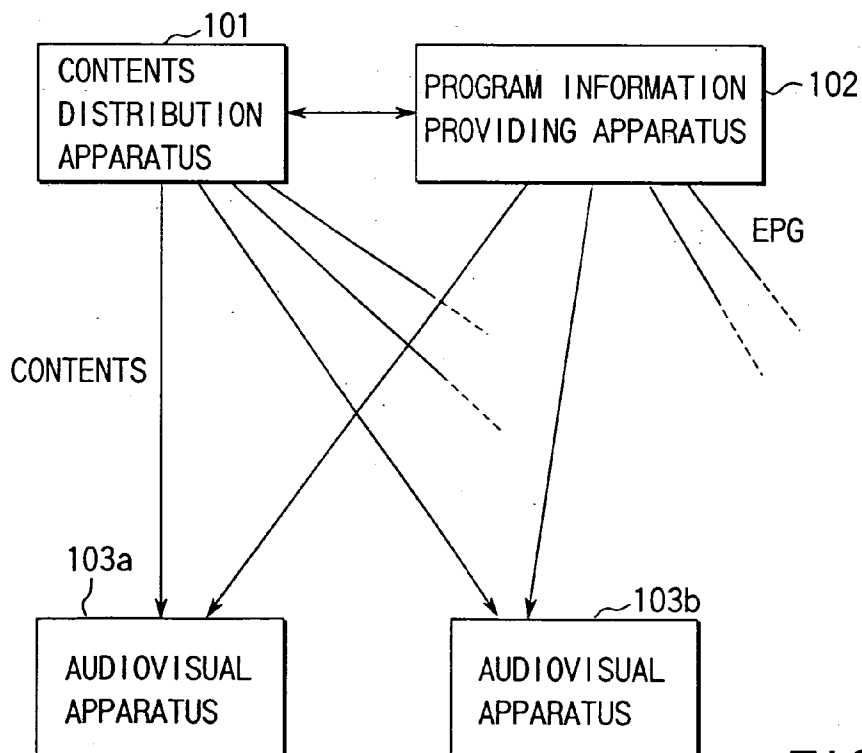 101
CONTENTS
DISTRIBUTION
APPARATUS
PROGRAM INFORMATION
PROVIDING APPARATUS
102
EPG
CONTENTS
103a
103b
AUDIOVISUAL
APPARATUS
AUDIOVISUAL
APPARATUS